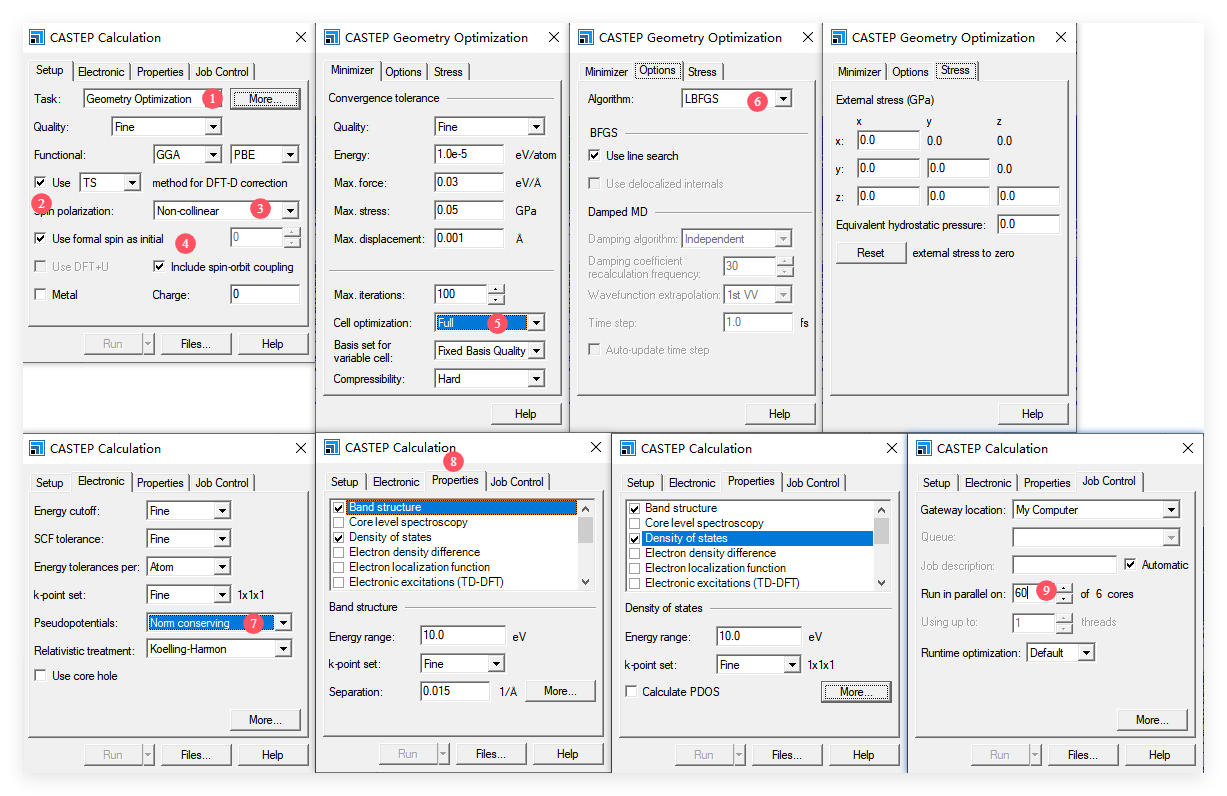 CASTEP Calculation
Setup Electronic Properties Job Control
Task: Geometry Optimization 1 More...
Quality: Fine
Functional: GGA PBE
Use TS method for DFT-D correction
2
Spin polarization: Non-collinear 3
Use formal spin as initial 4 0
Use DFT+U Include spin-orbit coupling
Metal Charge: 0
Run Files... Help
CASTEP Geometry Optimization
Minimizer Options Stress
Convergence tolerance
Quality: Fine
Energy: 1.0e-5 eV/atom
Max. force: 0.03 eV/Å
Max. stress: 0.05 GPa
Max. displacement: 0.001 Å
Max. iterations: 100
Cell optimization: Full 5
Basis set for
variable cell: Fixed Basis Quality
Compressibility: Hard
Help
CASTEP Geometry Optimization
Minimizer Options Stress
Algorithm: LBFGS 6
BFGS
Use line search
Use delocalized internals
Damped MD
Damping algorithm: Independent
Damping coefficient
recalculation frequency: 30
Wavefunction extrapolation: 1st VV
Time step: 1.0 fs
Auto-update time step
Help
CASTEP Geometry Optimization
Minimizer Options Stress
External stress (GPa)
x y z
x: 0.0 0.0 0.0
y: 0.0 0.0 0.0
z: 0.0 0.0 0.0
Equivalent hydrostatic pressure: 0.0
Reset external stress to zero
Help
CASTEP Calculation
Setup Electronic Properties Job Control
Energy cutoff: Fine
SCF tolerance: Fine
Energy tolerances per: Atom
k-point set: Fine 1x1x1
Pseudopotentials: Norm conserving 7
Relativistic treatment: Koelling-Harmon
Use core hole
More...
Run Files... Help
CASTEP Calculation
8
Setup Electronic Properties Job Control
Band structure
Core level spectroscopy
Density of states
Electron density difference
Electron localization function
Electronic excitations (TD-DFT)
Band structure
Energy range: 10.0 eV
k-point set: Fine
Separation: 0.015 1/Å More...
Run Files... Help
CASTEP Calculation
Setup Electronic Properties Job Control
Band structure
Core level spectroscopy
Density of states
Electron density difference
Electron localization function
Electronic excitations (TD-DFT)
Density of states
Energy range: 10.0 eV
k-point set: Fine 1x1x1
Calculate PDOS More...
Run Files... Help
CASTEP Calculation
Setup Electronic Properties Job Control
Gateway location: My Computer
Queue:
Job description: Automatic
Run in parallel on: 60 9 of 6 cores
Using up to: 1 threads
Runtime optimization: Default
More...
Run Files... Help